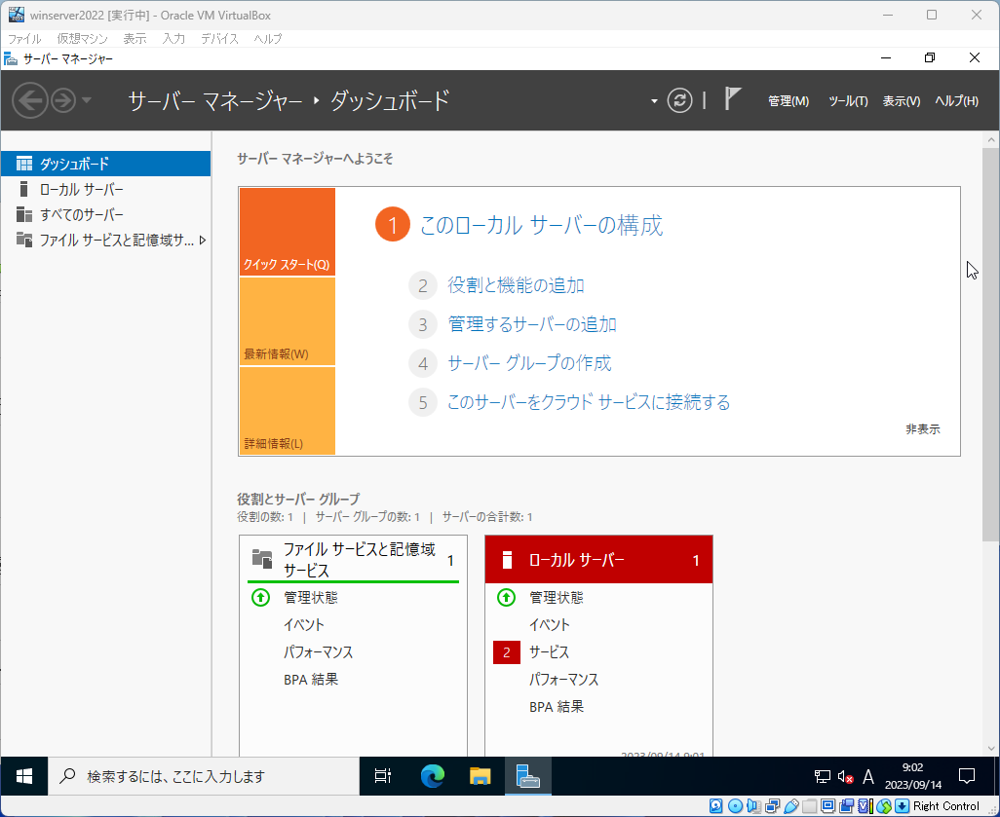 winserver2022 [実行中] - Oracle VM VirtualBox
ファイル 仮想マシン 表示 入力 デバイス ヘルプ
サーバー マネージャー
サーバー マネージャー ダッシュボード
管理(M) ツール(T) 表示(V) ヘルプ(H)
ダッシュボード
ローカル サーバー
すべてのサーバー
ファイル サービスと記憶域サ...
サーバー マネージャーへようこそ
クイック スタート(Q)
最新情報(W)
詳細情報(L)
1 このローカル サーバーの構成
2 役割と機能の追加
3 管理するサーバーの追加
4 サーバー グループの作成
5 このサーバーをクラウド サービスに接続する
非表示
役割とサーバー グループ
役割の数: 1 | サーバー グループの数: 1 | サーバーの合計数: 1
ファイル サービスと記憶域
サービス
1
管理状態
イベント
パフォーマンス
BPA 結果
ローカル サーバー 1
管理状態
イベント
2 サービス
パフォーマンス
BPA 結果
2023/09/14 9:01
検索するには、ここに入力します
A
9:02
2023/09/14
Right Control